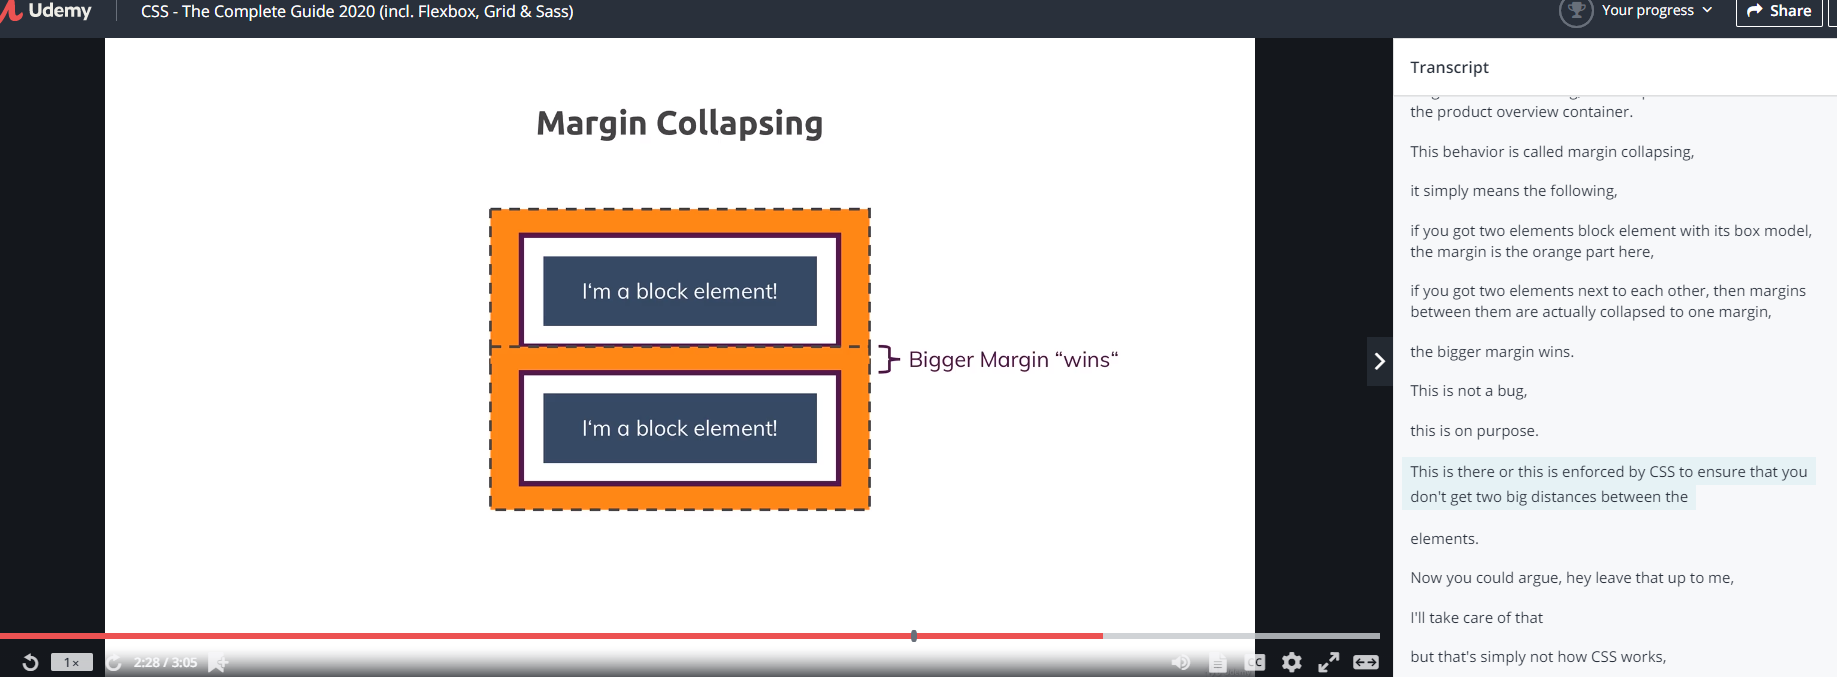 Udemy
CSS - The Complete Guide 2020 (incl. Flexbox, Grid & Sass)
Your progress
Share
Margin Collapsing
I‘m a block element!
Bigger Margin “wins“
I‘m a block element!
1×
2:28 / 3:05
CC
Transcript
the product overview container.
This behavior is called margin collapsing,
it simply means the following,
if you got two elements block element with its box model,
the margin is the orange part here,
if you got two elements next to each other, then margins
between them are actually collapsed to one margin,
the bigger margin wins.
This is not a bug,
this is on purpose.
This is there or this is enforced by CSS to ensure that you
don't get two big distances between the
elements.
Now you could argue, hey leave that up to me,
I'll take care of that
but that's simply not how CSS works,